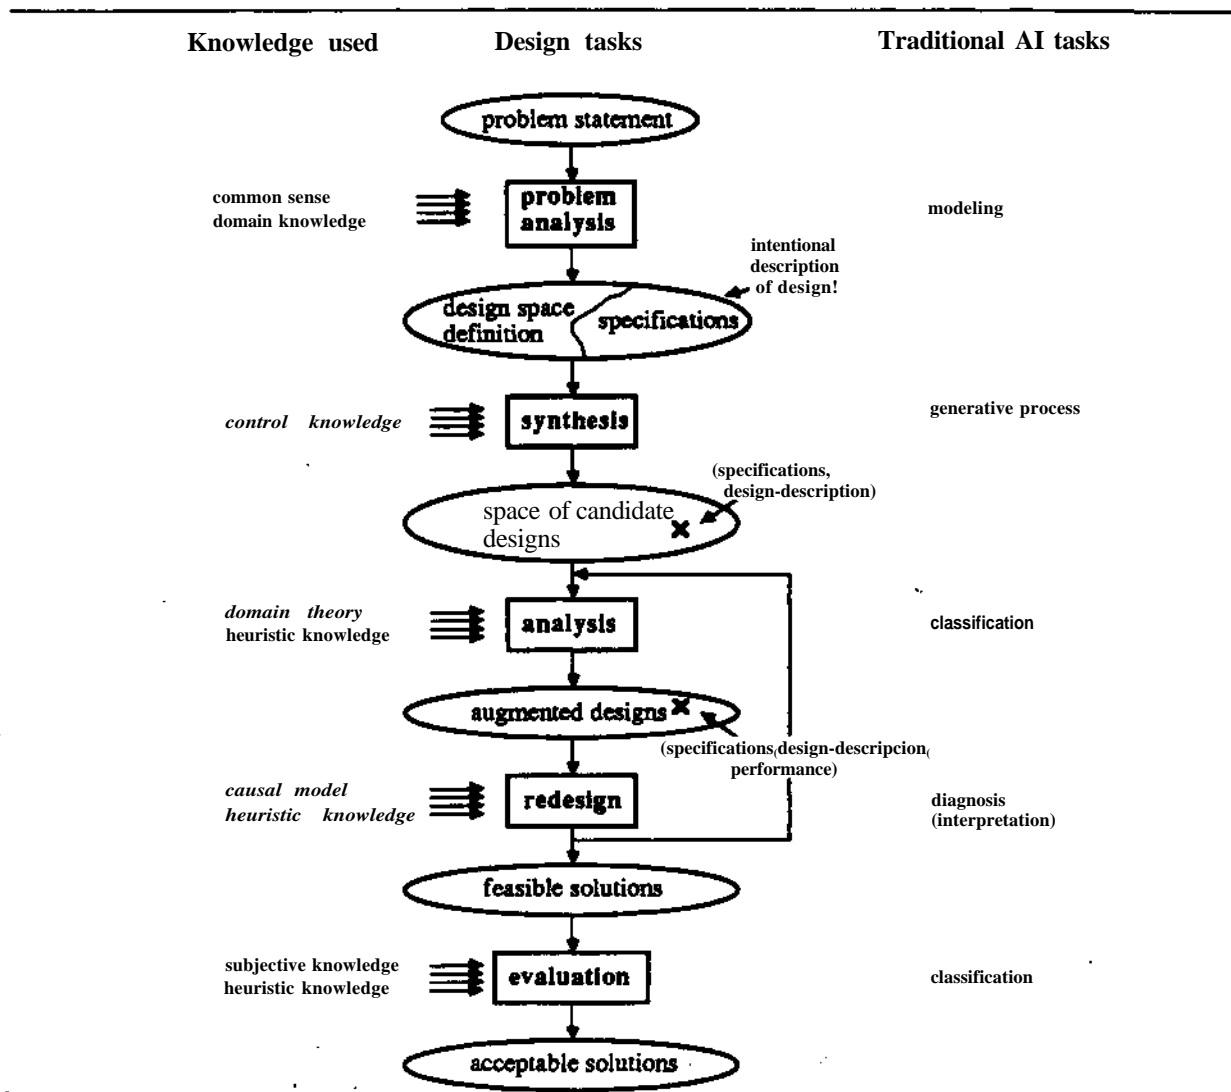 Knowledge used
Design tasks
Traditional AI tasks
problem statement
common sense
domain knowledge
problem
analysis
modeling
intentional
description
of design!
design space
definition
specifications
control knowledge
synthesis
generative process
(specifications,
design-description)
space of candidate
designs
domain theory
heuristic knowledge
analysis
classification
augmented designs
(specifications(design-descripcion(
performance)
causal model
heuristic knowledge
redesign
diagnosis
(interpretation)
feasible solutions
subjective knowledge
heuristic knowledge
evaluation
classification
acceptable solutions